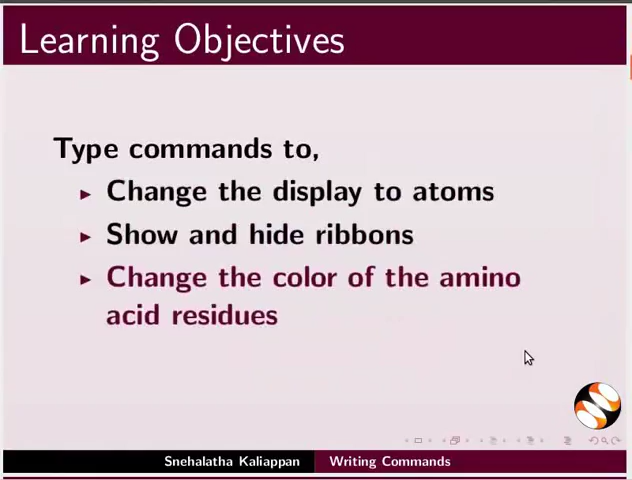 Learning Objectives
Type commands to,
Change the display to atoms
Show and hide ribbons
Change the color of the amino
acid residues
Snehalatha Kaliappan Writing Commands